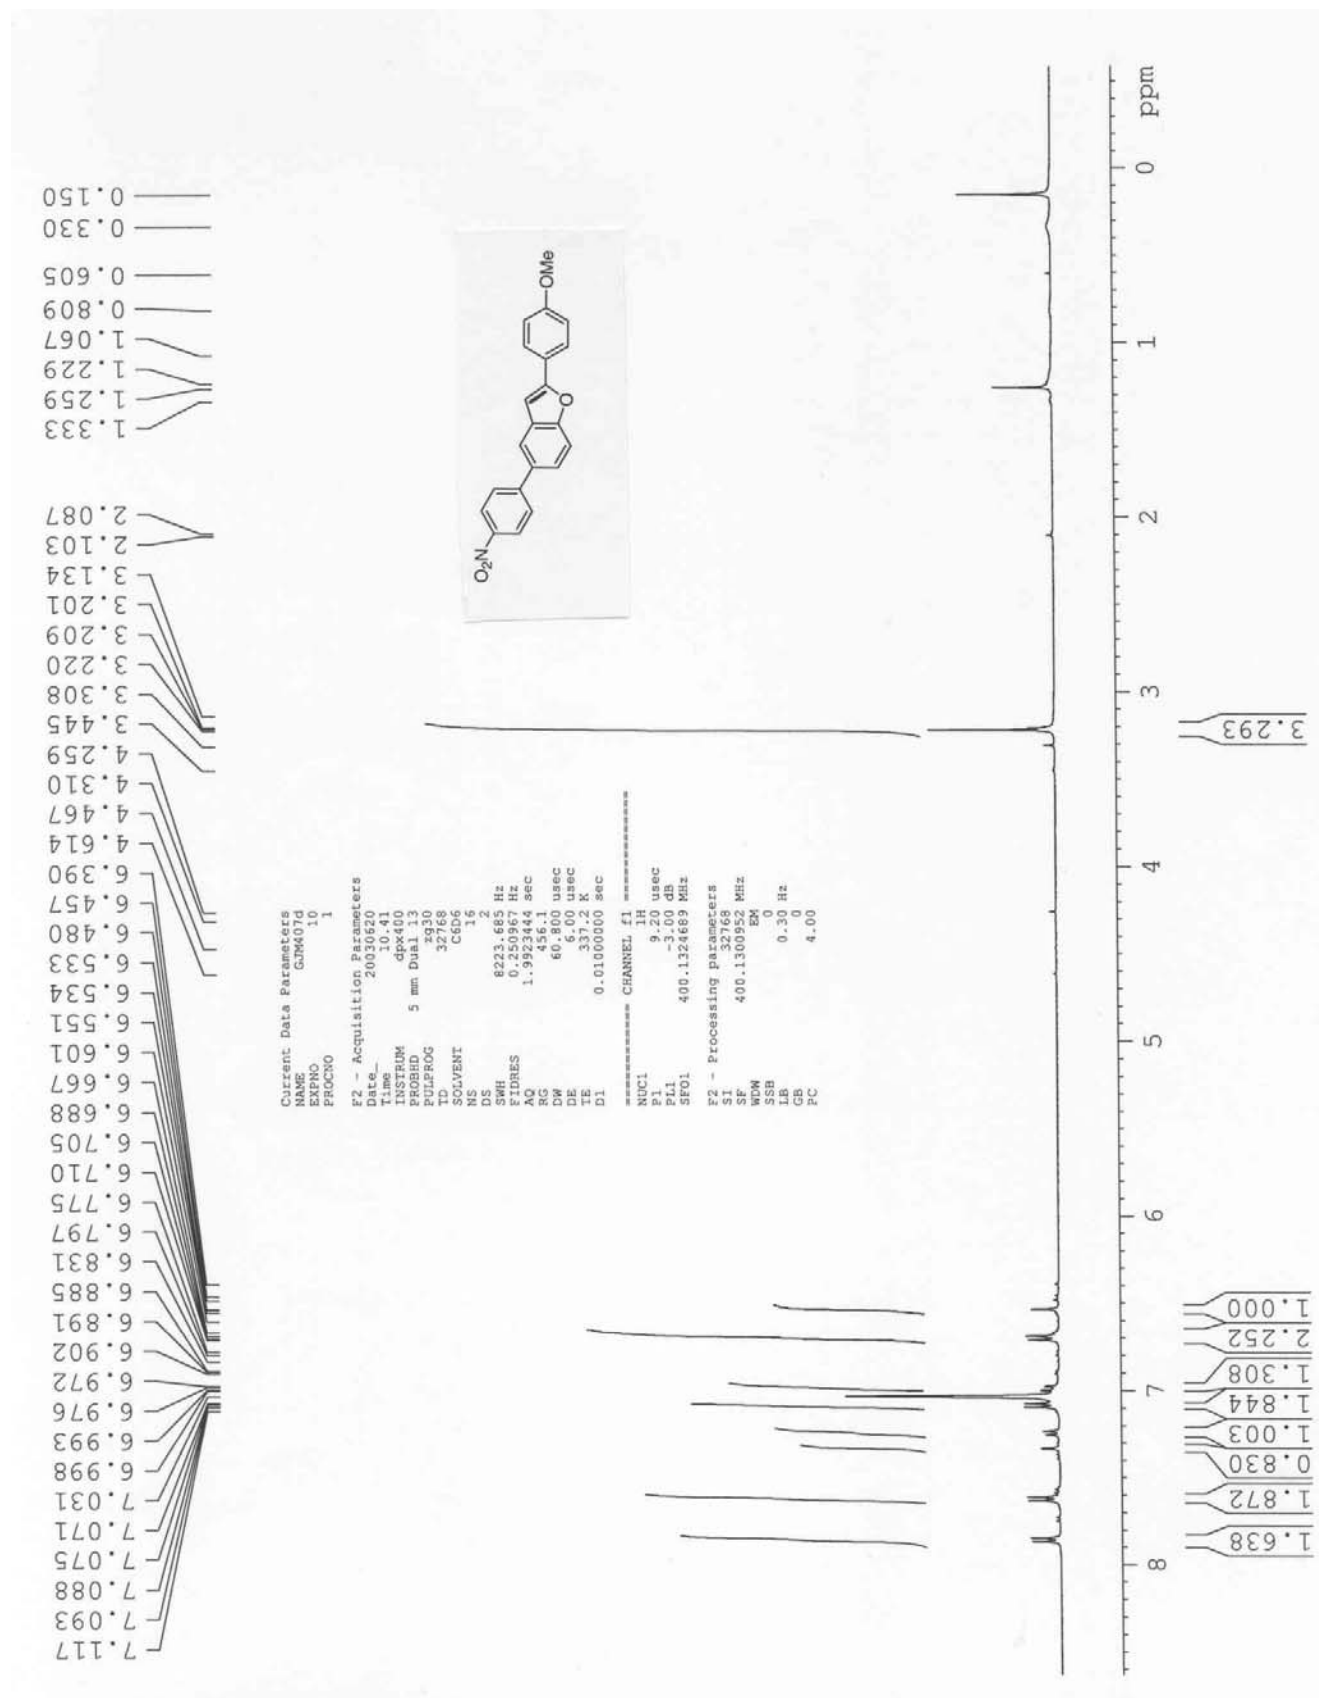 7.117
7.093
7.088
7.075
7.071
7.031
6.998
6.993
6.976
6.972
6.902
6.891
6.885
6.831
6.797
6.775
6.710
6.705
6.688
6.667
6.601
6.551
6.534
6.533
6.480
6.457
6.390
4.614
4.467
4.310
4.259
3.445
3.308
3.220
3.209
3.201
3.134
2.103
2.087
1.333
1.259
1.229
1.067
0.809
0.605
0.330
0.150
Current Data Parameters
NAME GJM407d
EXPNO 10
PROCNO 1
F2 - Acquisition Parameters
Date_ 20030620
Time 10.41
INSTRUM dpx400
PROBHD 5 mm Dual 13
PULPROG zg30
TD 32768
SOLVENT C6D6
NS 16
DS 2
SWH 8223.685 Hz
FIDRES 0.250967 Hz
AQ 1.9923444 sec
RG 456.1
DW 60.800 usec
DE 6.00 usec
TE 337.2 K
D1 0.01000000 sec
======== CHANNEL f1 ========
NUC1 1H
P1 9.20 usec
PL1 -3.00 dB
SFO1 400.1324689 MHz
F2 - Processing parameters
SI 32768
SF 400.1300952 MHz
WDW EM
SSB 0
LB 0.30 Hz
GB 0
PC 4.00
O2N
O
OMe
8 7 6 5 4 3 2 1 0 ppm
1.638
1.872
0.830
1.003
1.844
1.308
2.252
1.000
3.293